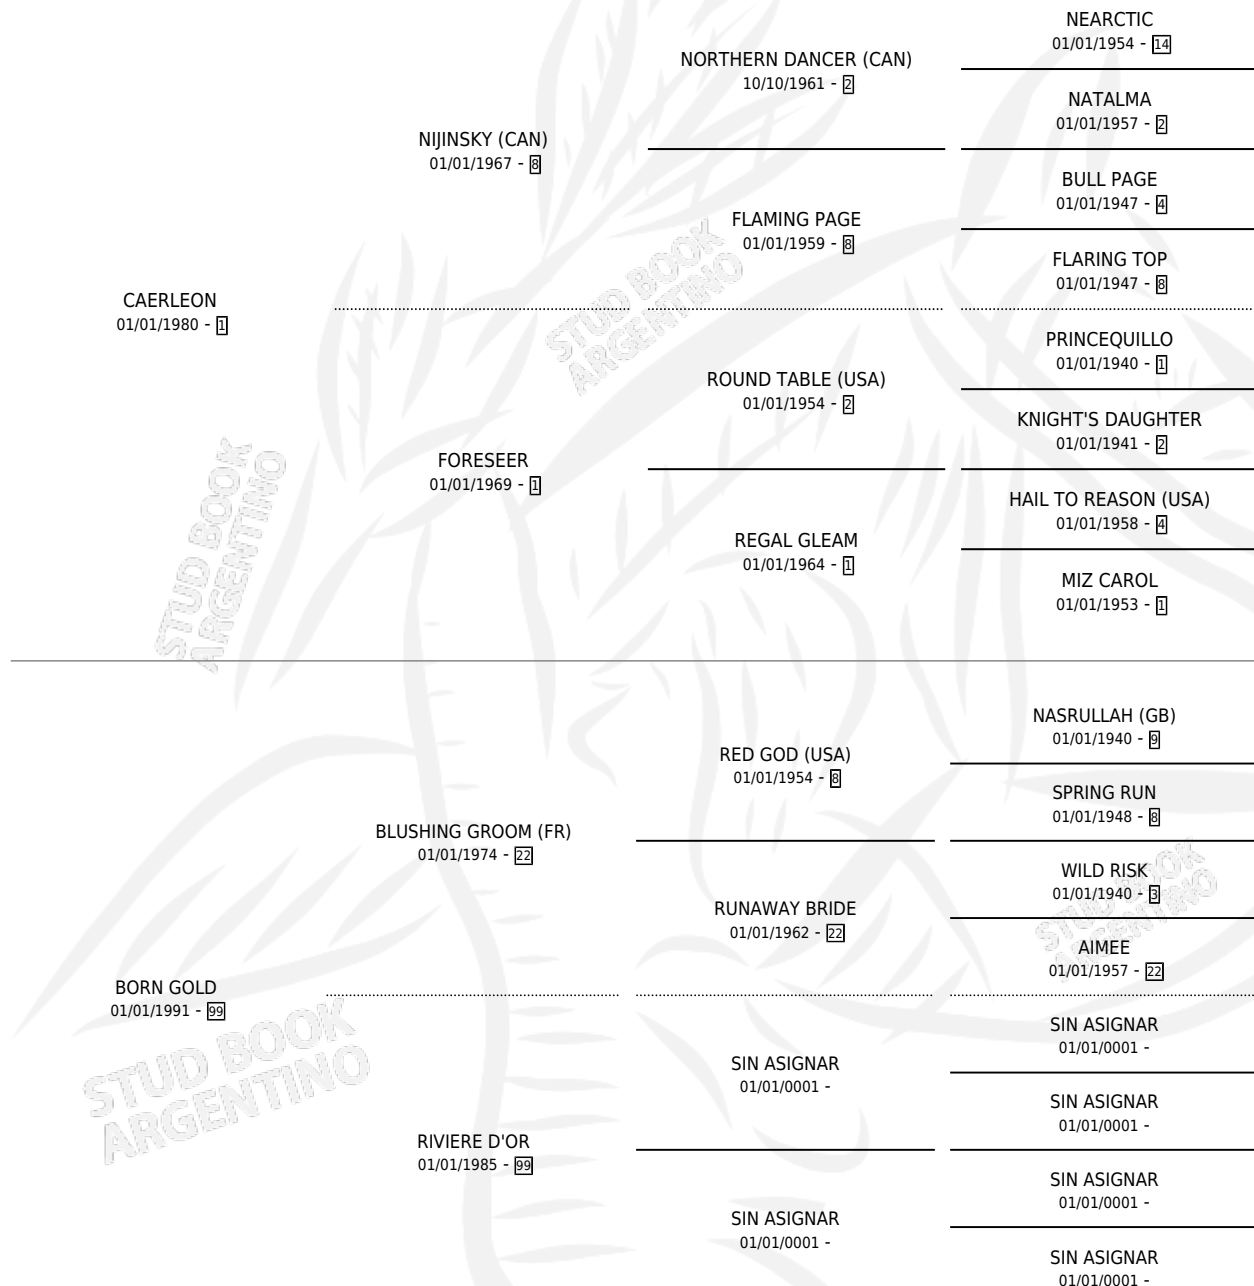 NEARCTIC
01/01/1954 - 14
NORTHERN DANCER (CAN)
10/10/1961 - 2
NATALMA
01/01/1957 - 2
NIJINSKY (CAN)
01/01/1967 - 8
BULL PAGE
01/01/1947 - 4
FLAMING PAGE
01/01/1959 - 8
FLARING TOP
01/01/1947 - 8
CAERLEON
01/01/1980 - 1
STUD BOOK
ARGENTINO
PRINCEQUILLO
01/01/1940 - 1
ROUND TABLE (USA)
01/01/1954 - 2
KNIGHT'S DAUGHTER
01/01/1941 - 2
FORESEER
01/01/1969 - 1
HAIL TO REASON (USA)
01/01/1958 - 4
REGAL GLEAM
01/01/1964 - 1
MIZ CAROL
01/01/1953 - 1
STUD BOOK
ARGENTINO
NASRULLAH (GB)
01/01/1940 - 9
RED GOD (USA)
01/01/1954 - 8
SPRING RUN
01/01/1948 - 8
BLUSHING GROOM (FR)
01/01/1974 - 22
WILD RISK
01/01/1940 - 3
RUNAWAY BRIDE
01/01/1962 - 22
AIMEE
01/01/1957 - 22
STUD BOOK
ARGENTINO
BORN GOLD
01/01/1991 - 99
SIN ASIGNAR
01/01/0001 -
SIN ASIGNAR
01/01/0001 -
SIN ASIGNAR
01/01/0001 -
STUD BOOK
ARGENTINO
RIVIERE D'OR
01/01/1985 - 99
SIN ASIGNAR
01/01/0001 -
SIN ASIGNAR
01/01/0001 -
SIN ASIGNAR
01/01/0001 -